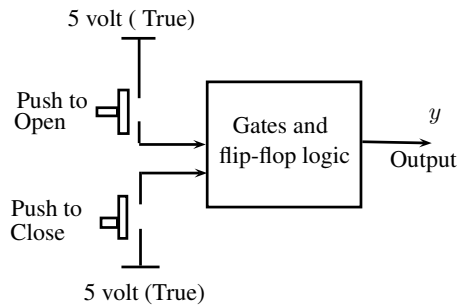 5 volt ( True)
Push to
Open
Gates and
flip-flop logic
y
Output
Push to
Close
5 volt (True)